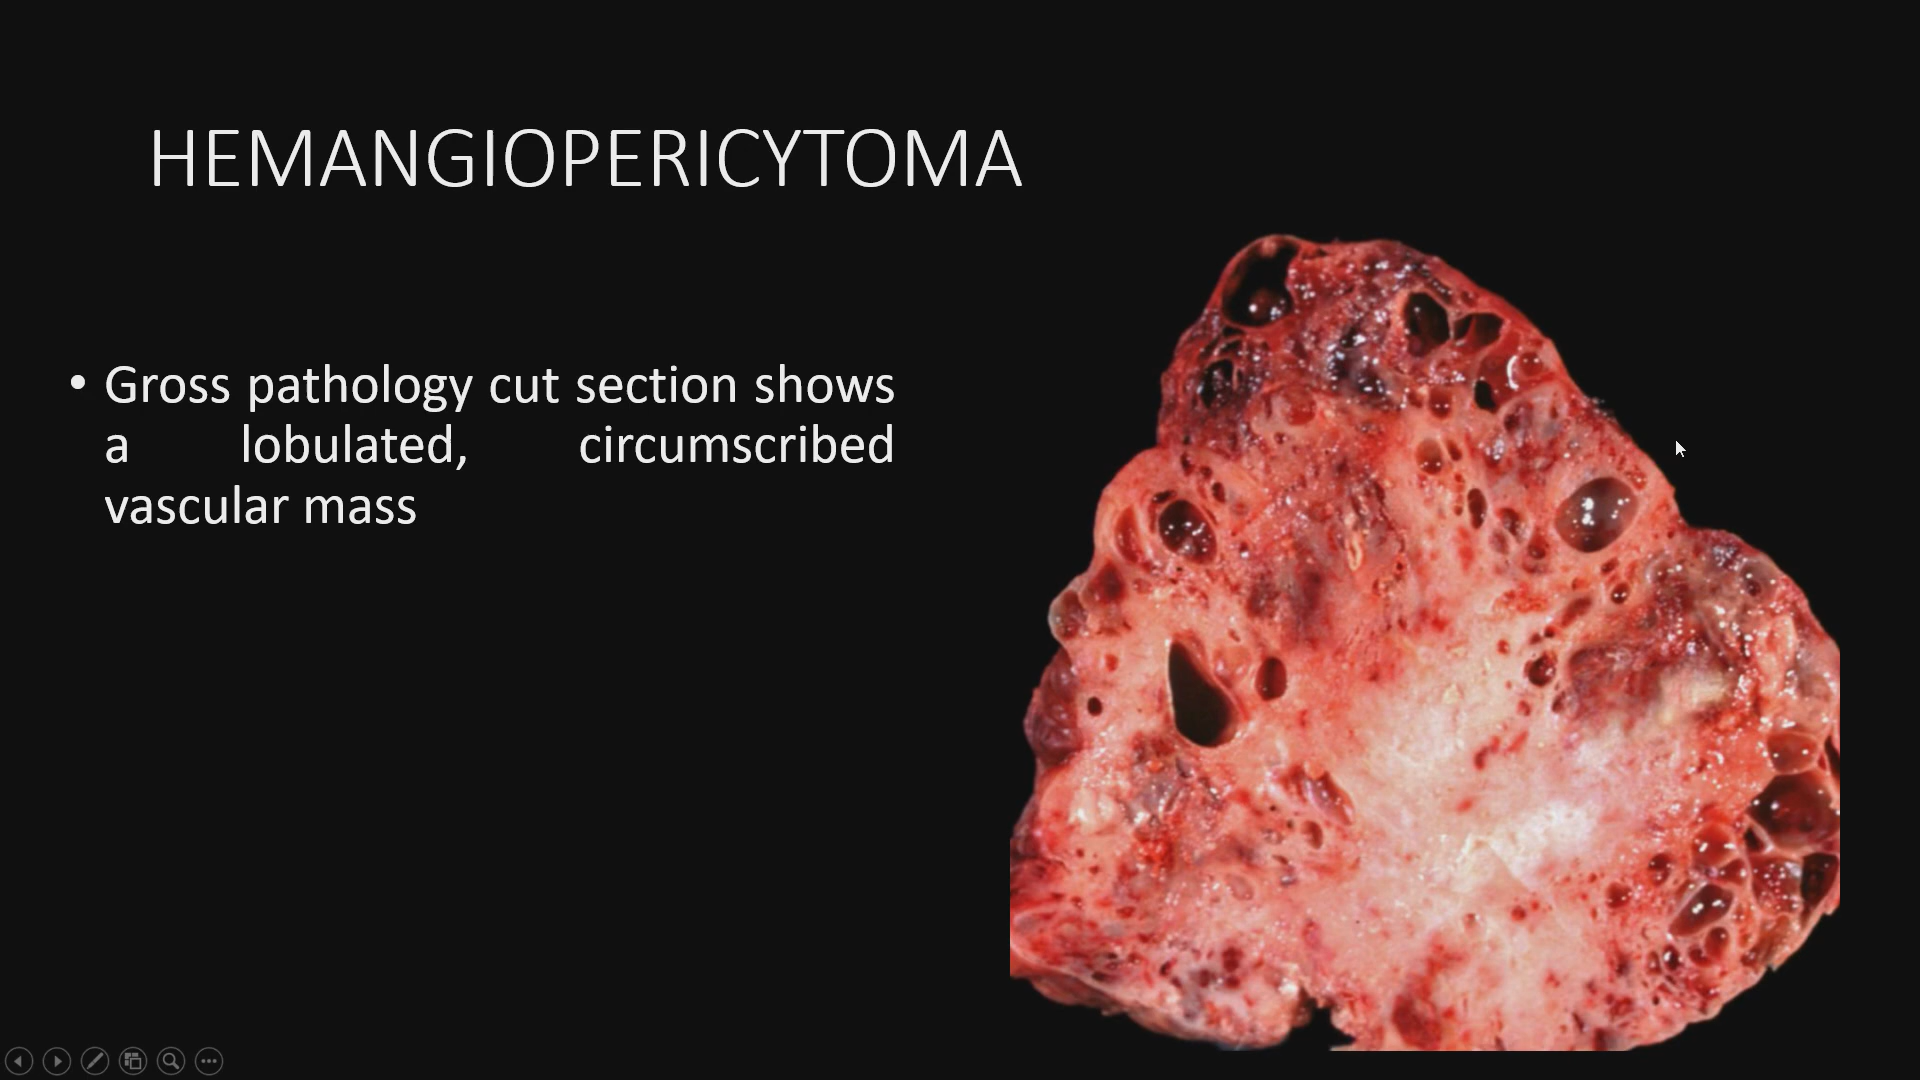 HEMANGIOPERICYTOMA
• Gross pathology cut section shows
a lobulated, circumscribed
vascular mass